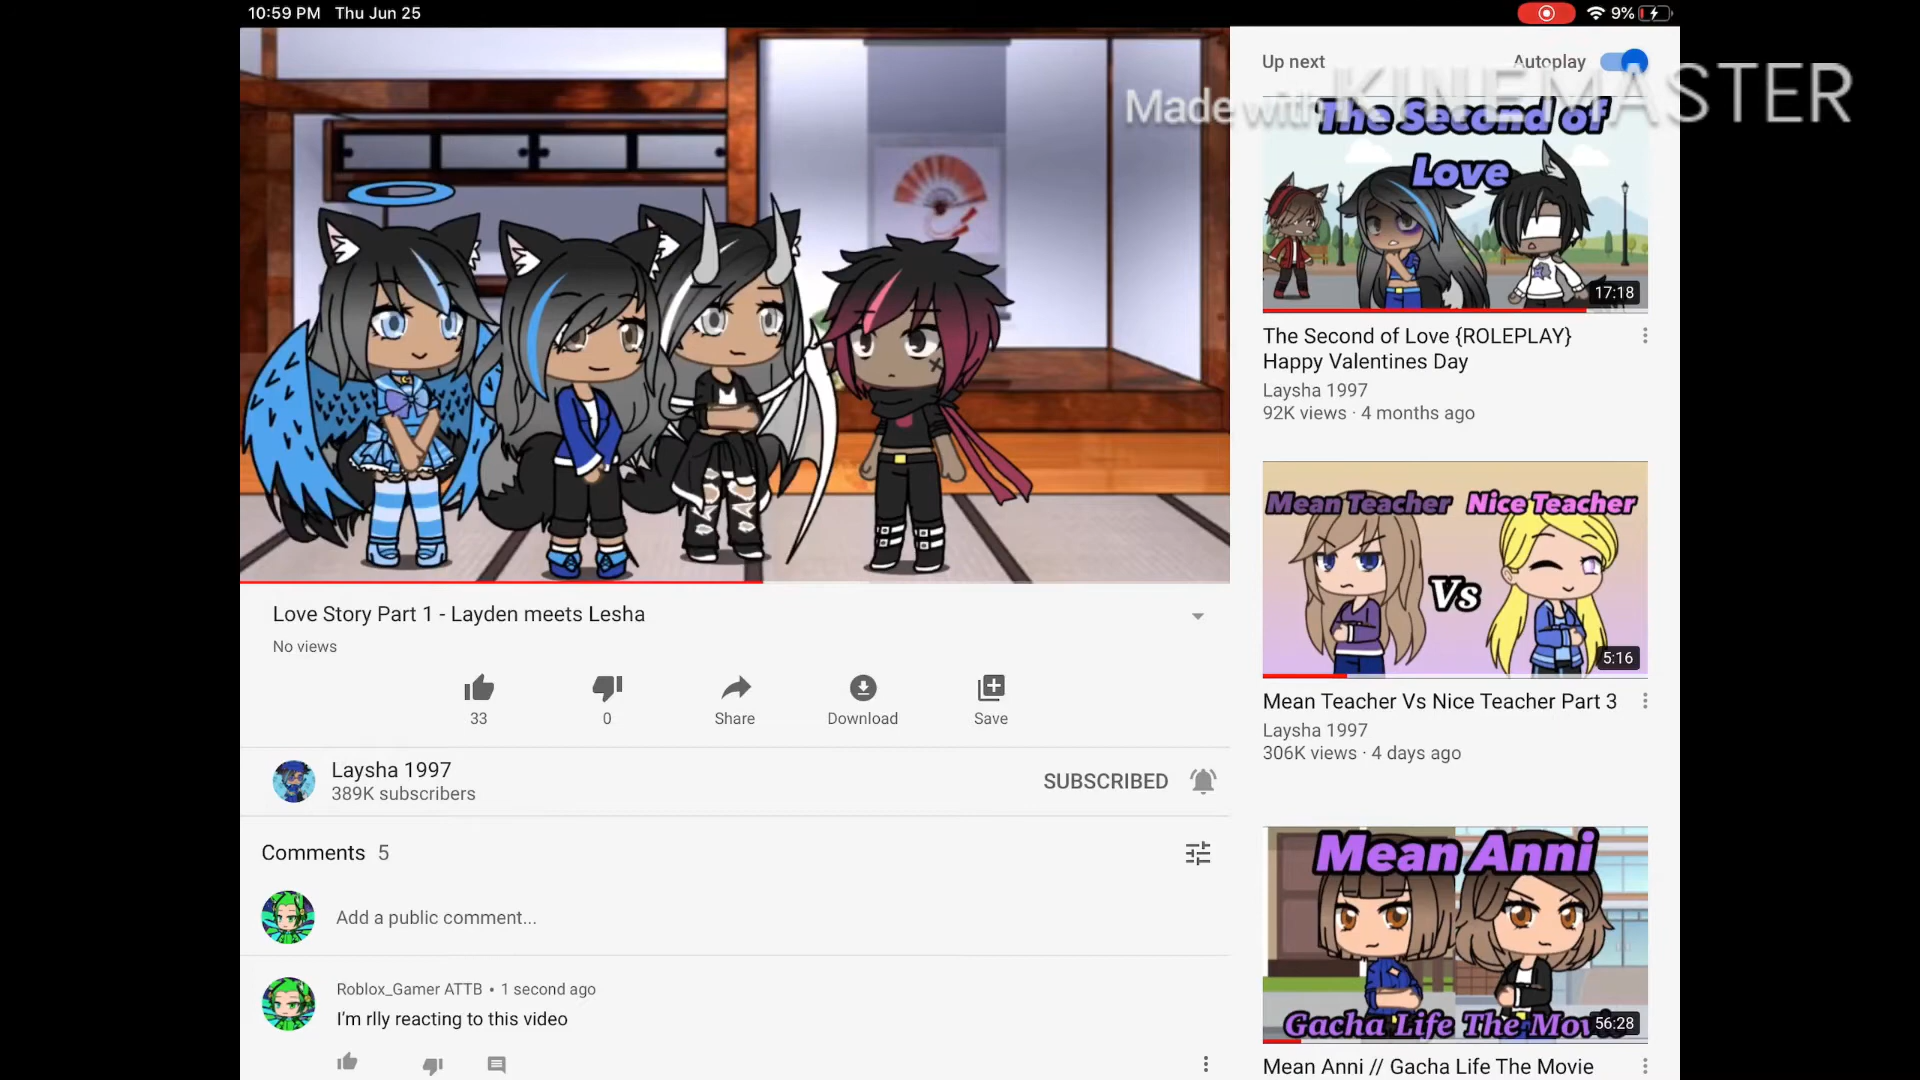 10:59 PM Thu Jun 25
9%
Made with KINEMASTER
Love Story Part 1 - Layden meets Lesha
No views
33
0
Share
Download
Save
Laysha 1997
389K subscribers
SUBSCRIBED
Comments 5
Add a public comment...
Roblox_Gamer ATTB • 1 second ago
I'm rlly reacting to this video
Up next
Autoplay
The Second of
Love
17:18
The Second of Love {ROLEPLAY}
Happy Valentines Day
Laysha 1997
92K views · 4 months ago
Mean Teacher Nice Teacher
Vs
5:16
Mean Teacher Vs Nice Teacher Part 3
Laysha 1997
306K views · 4 days ago
Mean Anni
Gacha Life The Mov
56:28
Mean Anni // Gacha Life The Movie